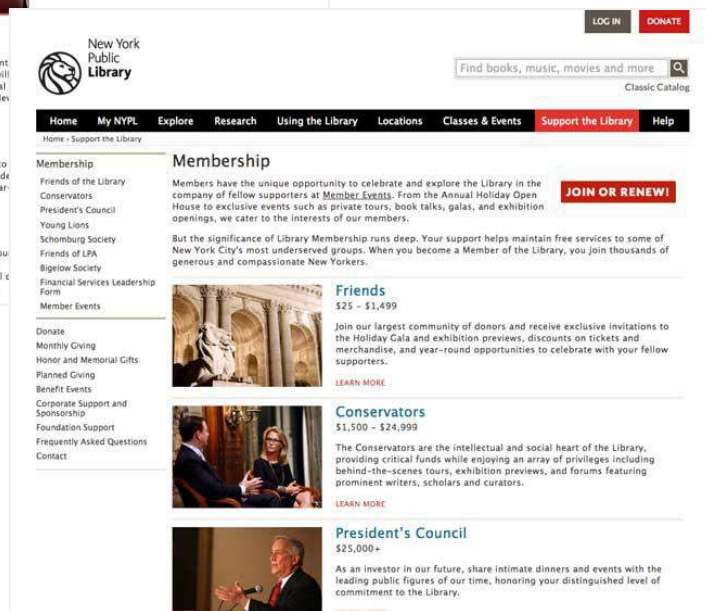 LOG IN
DONATE
New York
Public
Library
Find books, music, movies and more
Classic Catalog
Home My NYPL Explore Research Using the Library Locations Classes & Events Support the Library Help
Home › Support the Library
Membership
Friends of the Library
Conservators
President's Council
Young Lions
Schomburg Society
Friends of LPA
Bigelow Society
Financial Services Leadership
Form
Member Events
Donate
Monthly Giving
Honor and Memorial Gifts
Planned Giving
Benefit Events
Corporate Support and
Sponsorship
Foundation Support
Frequently Asked Questions
Contact
Membership
Members have the unique opportunity to celebrate and explore the Library in the
company of fellow supporters at Member Events. From the Annual Holiday Open
House to exclusive events such as private tours, book talks, galas, and exhibition
openings, we cater to the interests of our members.
JOIN OR RENEW!
But the significance of Library Membership runs deep. Your support helps maintain free services to some of
New York City's most underserved groups. When you become a Member of the Library, you join thousands of
generous and compassionate New Yorkers.
Friends
$25 – $1,499
Join our largest community of donors and receive exclusive invitations to
the Holiday Gala and exhibition previews, discounts on tickets and
merchandise, and year-round opportunities to celebrate with your fellow
supporters.
LEARN MORE
Conservators
$1,500 – $24,999
The Conservators are the intellectual and social heart of the Library,
providing critical funds while enjoying an array of privileges including
behind-the-scenes tours, exhibition previews, and forums featuring
prominent writers, scholars and curators.
LEARN MORE
President's Council
$25,000+
As an investor in our future, share intimate dinners and events with the
leading public figures of our time, honoring your distinguished level of
commitment to the Library.